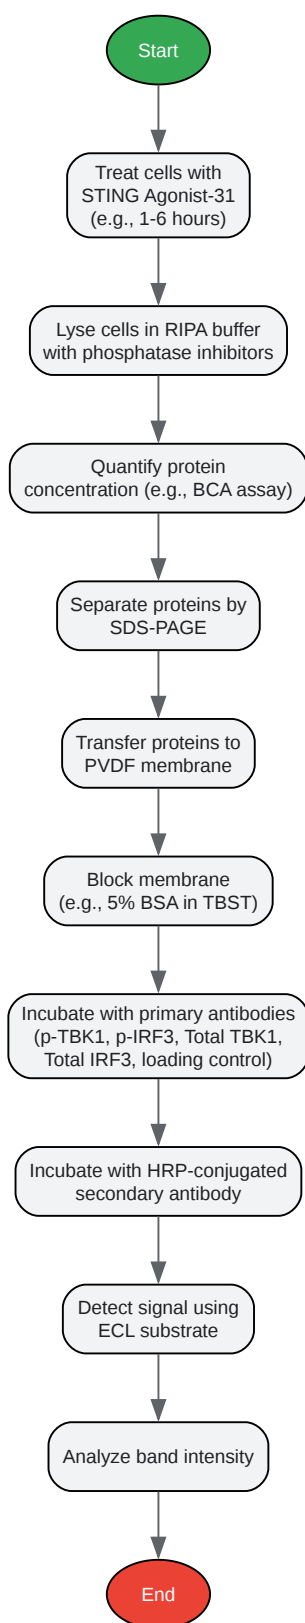 Start
Treat cells with
STING Agonist-31
(e.g., 1-6 hours)
Lyse cells in RIPA buffer
with phosphatase inhibitors
Quantify protein
concentration (e.g., BCA assay)
Separate proteins by
SDS-PAGE
Transfer proteins to
PVDF membrane
Block membrane
(e.g., 5% BSA in TBST)
Incubate with primary antibodies
(p-TBK1, p-IRF3, Total TBK1,
Total IRF3, loading control)
Incubate with HRP-conjugated
secondary antibody
Detect signal using
ECL substrate
Analyze band intensity
End